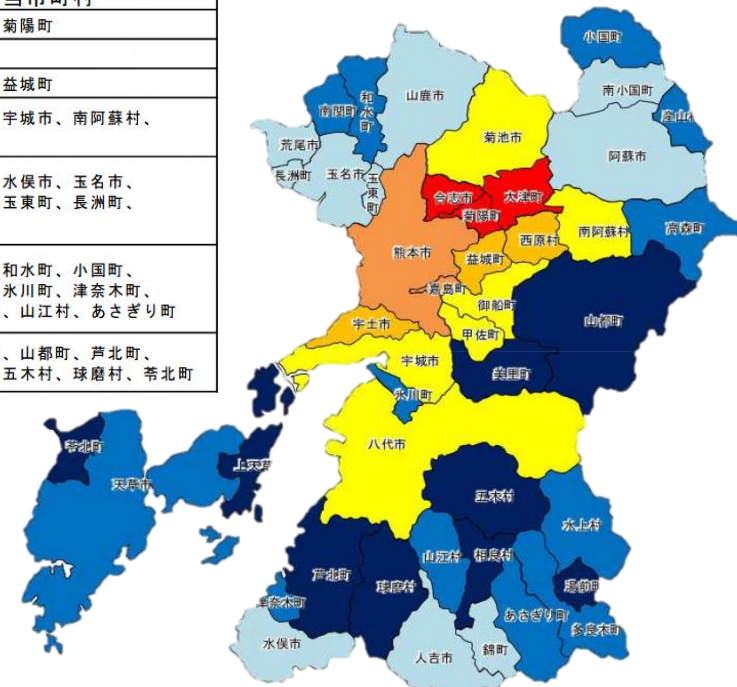 当市町村
菊陽町
益城町
宇城市、南阿蘇村、
水俣市、玉名市、
玉東町、長洲町、
和水町、小国町、
氷川町、津奈木町、
、山江村、あさぎり町
、山都町、芦北町、
五木村、球磨村、苓北町
小国町
南小国町
産山村
山鹿市
和水町
南関町
菊池市
阿蘇市
荒尾市
長洲町
玉名市
玉東町
合志市
大津町
菊陽町
熊本市
西原村
南阿蘇村
高森町
益城町
嘉島町
御船町
山都町
宇土市
甲佐町
宇城市
美里町
氷川町
八代市
苓北町
天草市
上天草
五木村
水上村
山江村
相良村
芦北町
球磨村
湯前町
津奈木町
あさぎり町
多良木町
水俣市
人吉市
錦町